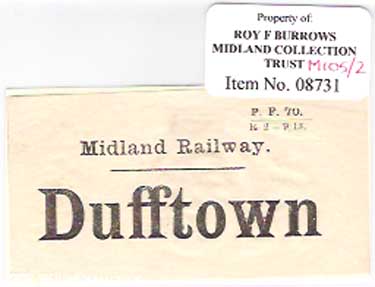 Property of:
ROY F BURROWS
MIDLAND COLLECTION
TRUST M105/2
Item No. 08731
P. F. 70.
Midland Railway.
Dufftown